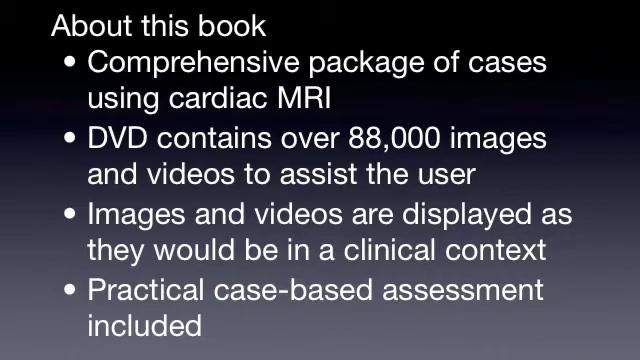 About this book
• Comprehensive package of cases
using cardiac MRI
• DVD contains over 88,000 images
and videos to assist the user
• Images and videos are displayed as
they would be in a clinical context
• Practical case-based assessment
included